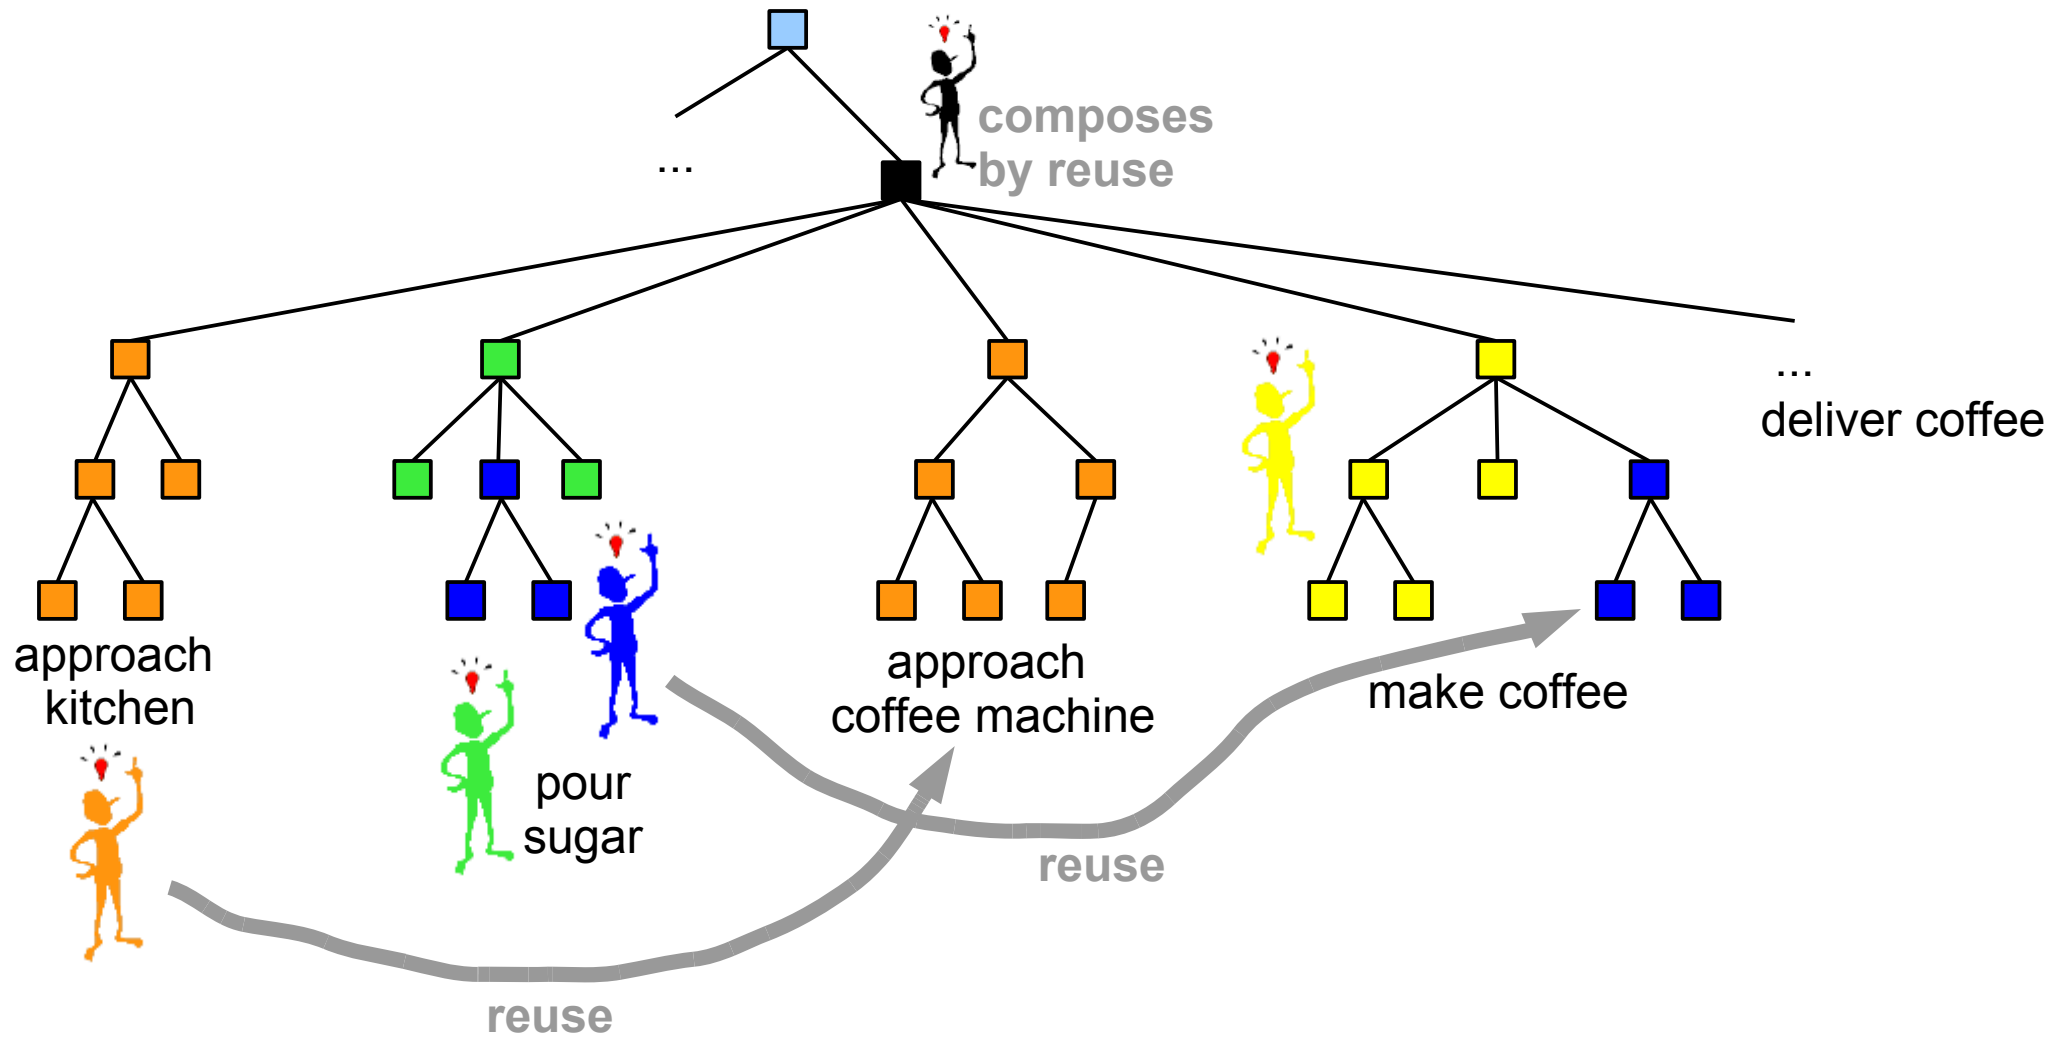 composes
by reuse
...
...
deliver coffee
approach
kitchen
approach
coffee machine
make coffee
pour
sugar
reuse
reuse